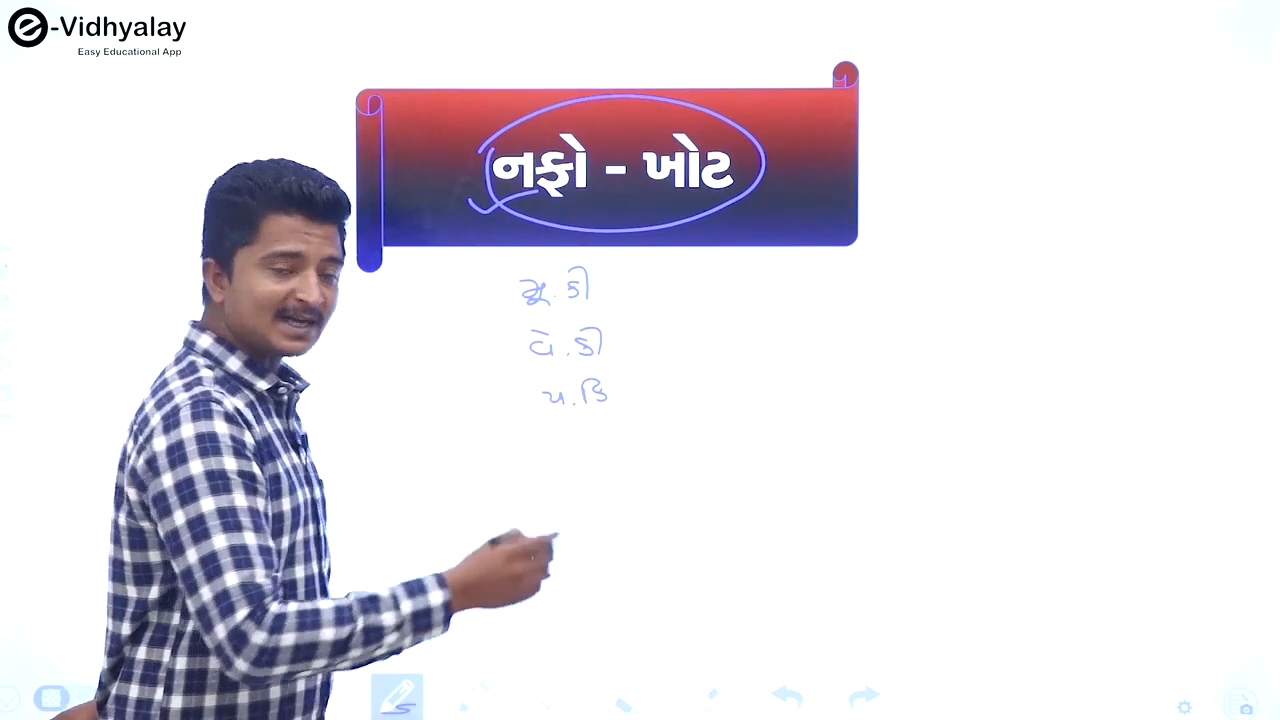 e-Vidhyalay
Easy Educational App
નફો - ખોટ
મૂ. કી
વે. કી
પ. કિ